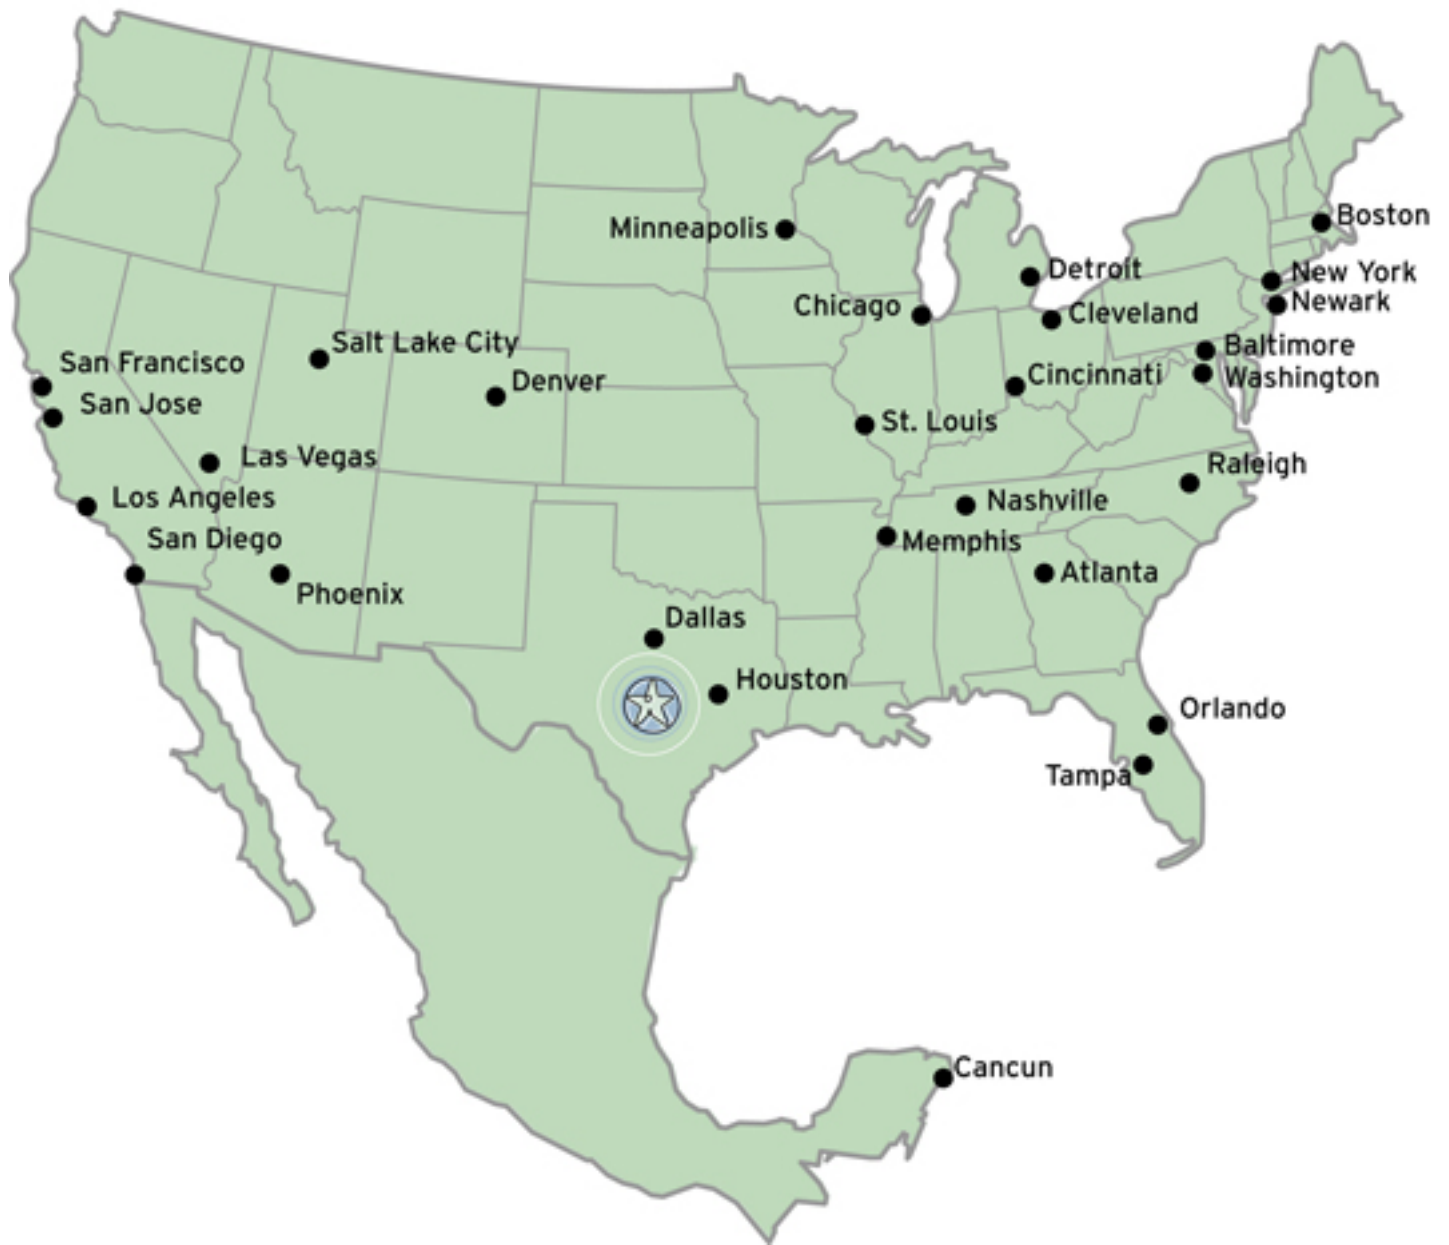 Boston
Minneapolis
Detroit
New York
Newark
Chicago
Cleveland
Salt Lake City
Baltimore
San Francisco
Denver
Cincinnati
Washington
San Jose
St. Louis
Las Vegas
Raleigh
Los Angeles
Nashville
San Diego
Memphis
Atlanta
Phoenix
Dallas
Houston
Orlando
Tampa
Cancun